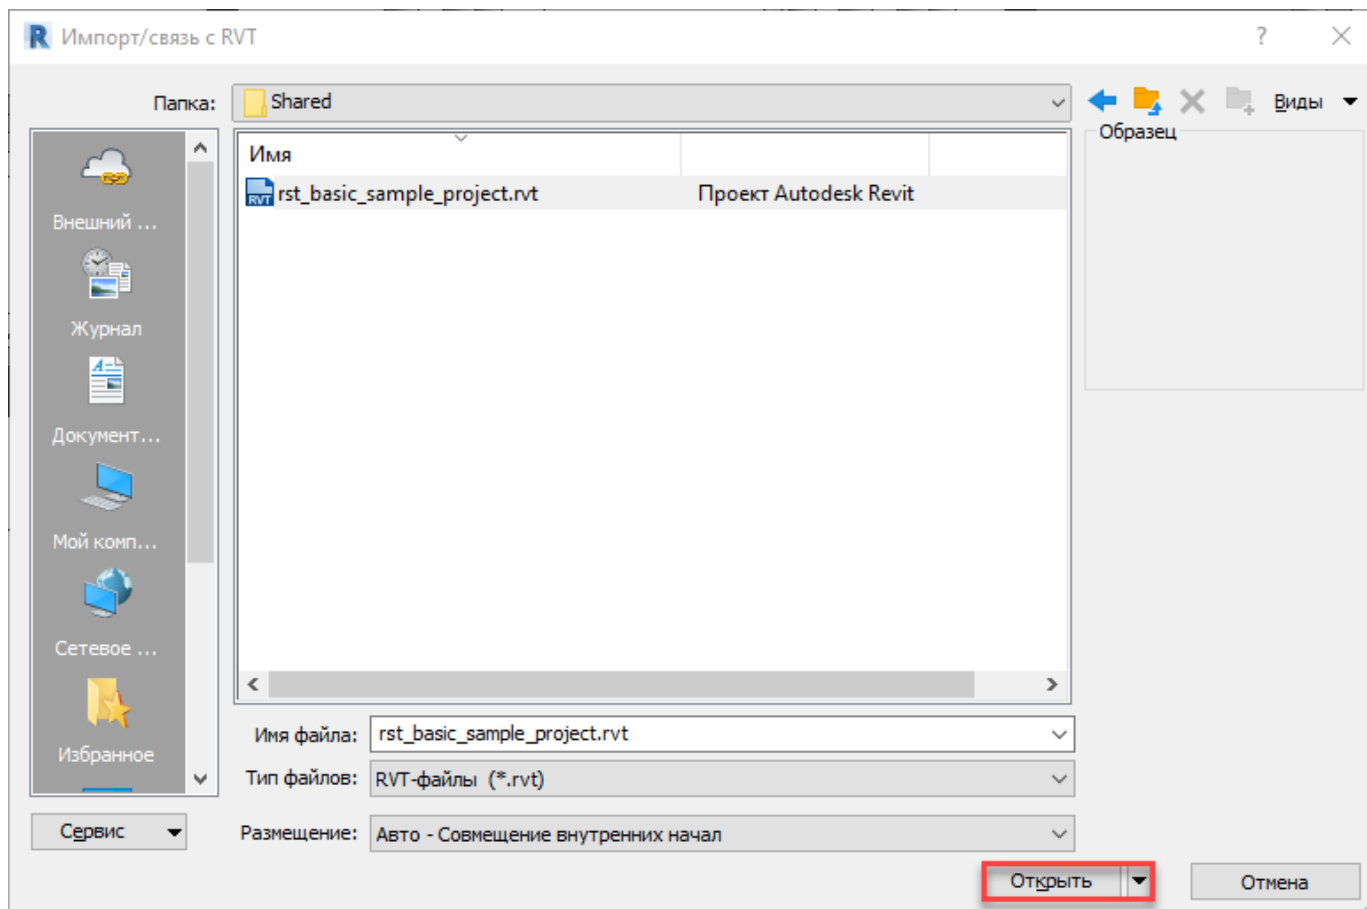 R Импорт/связь с RVT ?
Папка: Shared Виды
Образец
Имя
RVT rst_basic_sample_project.rvt Проект Autodesk Revit
Внешний ...
Журнал
Документ...
Мой комп...
Сетевое ...
Избранное
Имя файла: rst_basic_sample_project.rvt
Тип файлов: RVT-файлы (*.rvt)
Сервис Размещение: Авто - Совмещение внутренних начал
Открыть Отмена